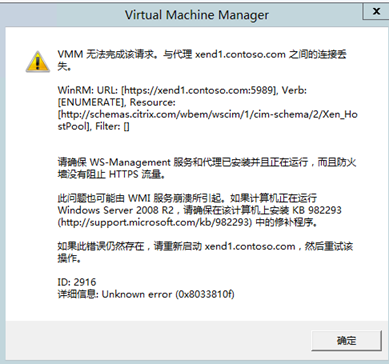 Virtual Machine Manager
VMM 无法完成该请求。与代理 xend1.contoso.com 之间的连接丢
失。
WinRM: URL: [https://xend1.contoso.com:5989], Verb:
[ENUMERATE], Resource:
[http://schemas.citrix.com/wbem/wscim/1/cim-schema/2/Xen_Ho
stPool], Filter: []
请确保 WS-Management 服务和代理已安装并且正在运行，而且防火
墙没有阻止 HTTPS 流量。
此问题也可能由 WMI 服务崩溃所引起。如果计算机正在运行
Windows Server 2008 R2，请确保在该计算机上安装 KB 982293
(http://support.microsoft.com/kb/982293) 中的修补程序。
如果此错误仍然存在，请重新启动 xend1.contoso.com，然后重试该
操作。
ID: 2916
详细信息: Unknown error (0x8033810f)
确定